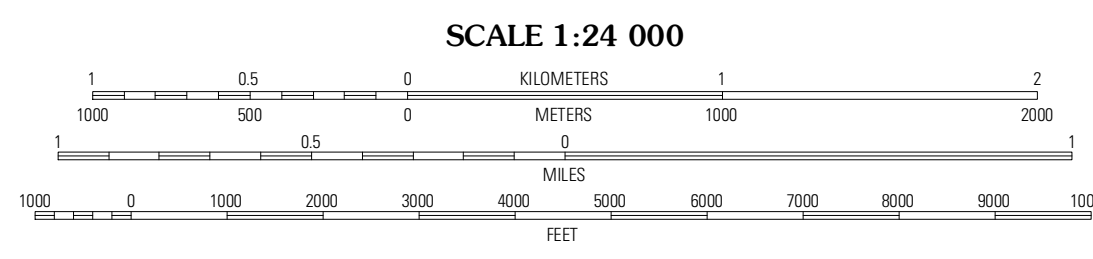 SCALE 1:24 000
1 0.5 0 KILOMETERS 1 2
1000 500 0 METERS 1000 2000
1 0.5 0 1
MILES
1000 0 1000 2000 3000 4000 5000 6000 7000 8000 9000 100
FEET